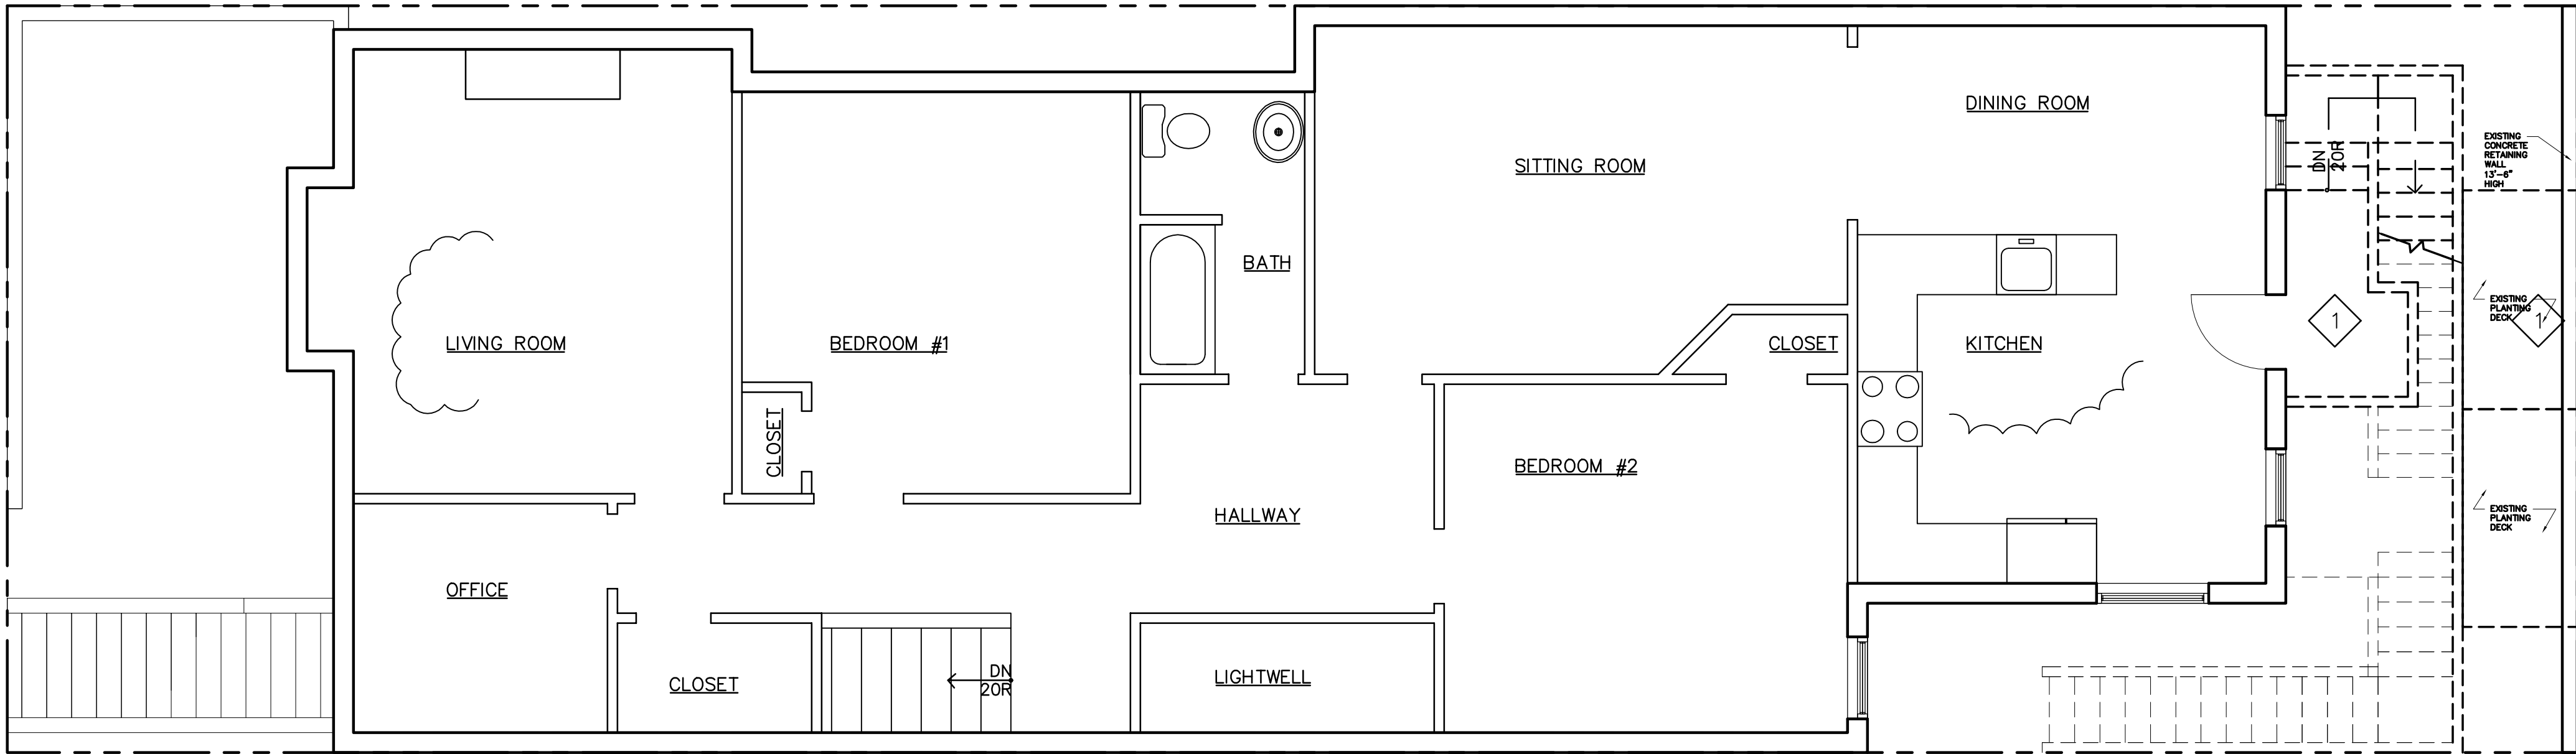 DINING ROOM
SITTING ROOM
EXISTING
CONCRETE
RETAINING
WALL
13'-6"
HIGH
DN
20R
BATH
LIVING ROOM
BEDROOM #1
CLOSET
KITCHEN
EXISTING
PLANTING
DECK
1
1
CLOSET
BEDROOM #2
HALLWAY
EXISTING
PLANTING
DECK
OFFICE
CLOSET
DN
20R
LIGHTWELL